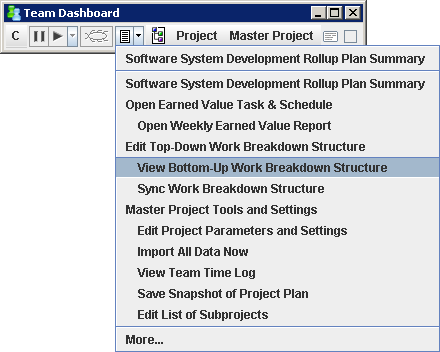 Team Dashboard
C Project Master Project
Software System Development Rollup Plan Summary
Software System Development Rollup Plan Summary
Open Earned Value Task & Schedule
Open Weekly Earned Value Report
Edit Top-Down Work Breakdown Structure
View Bottom-Up Work Breakdown Structure
Sync Work Breakdown Structure
Master Project Tools and Settings
Edit Project Parameters and Settings
Import All Data Now
View Team Time Log
Save Snapshot of Project Plan
Edit List of Subprojects
More...